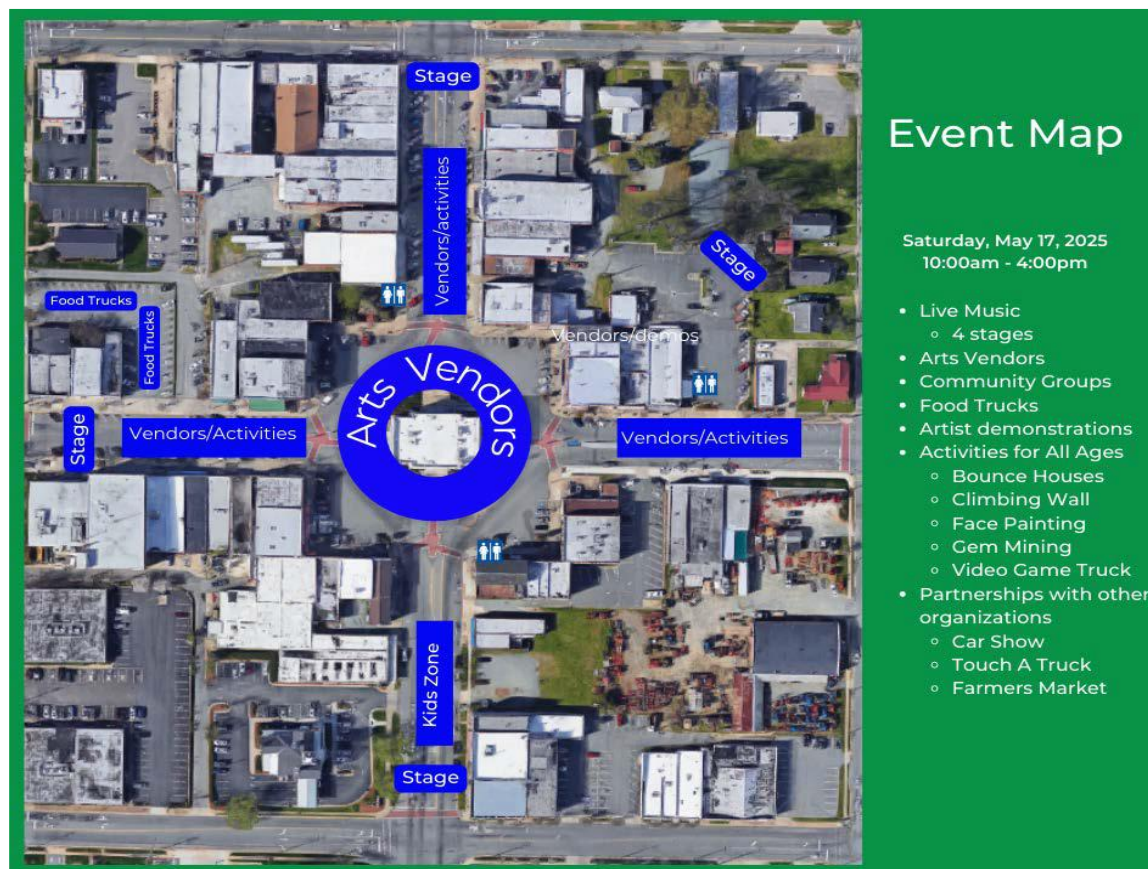 Stage
Vendors/activities
Stage
Food Trucks
Food Trucks
Vendors/demos
Arts Vendors
Stage
Vendors/Activities
Vendors/Activities
Kids Zone
Stage
Event Map
Saturday, May 17, 2025
10:00am - 4:00pm
• Live Music
○ 4 stages
• Arts Vendors
• Community Groups
• Food Trucks
• Artist demonstrations
• Activities for All Ages
○ Bounce Houses
○ Climbing Wall
○ Face Painting
○ Gem Mining
○ Video Game Truck
• Partnerships with other
organizations
○ Car Show
○ Touch A Truck
○ Farmers Market